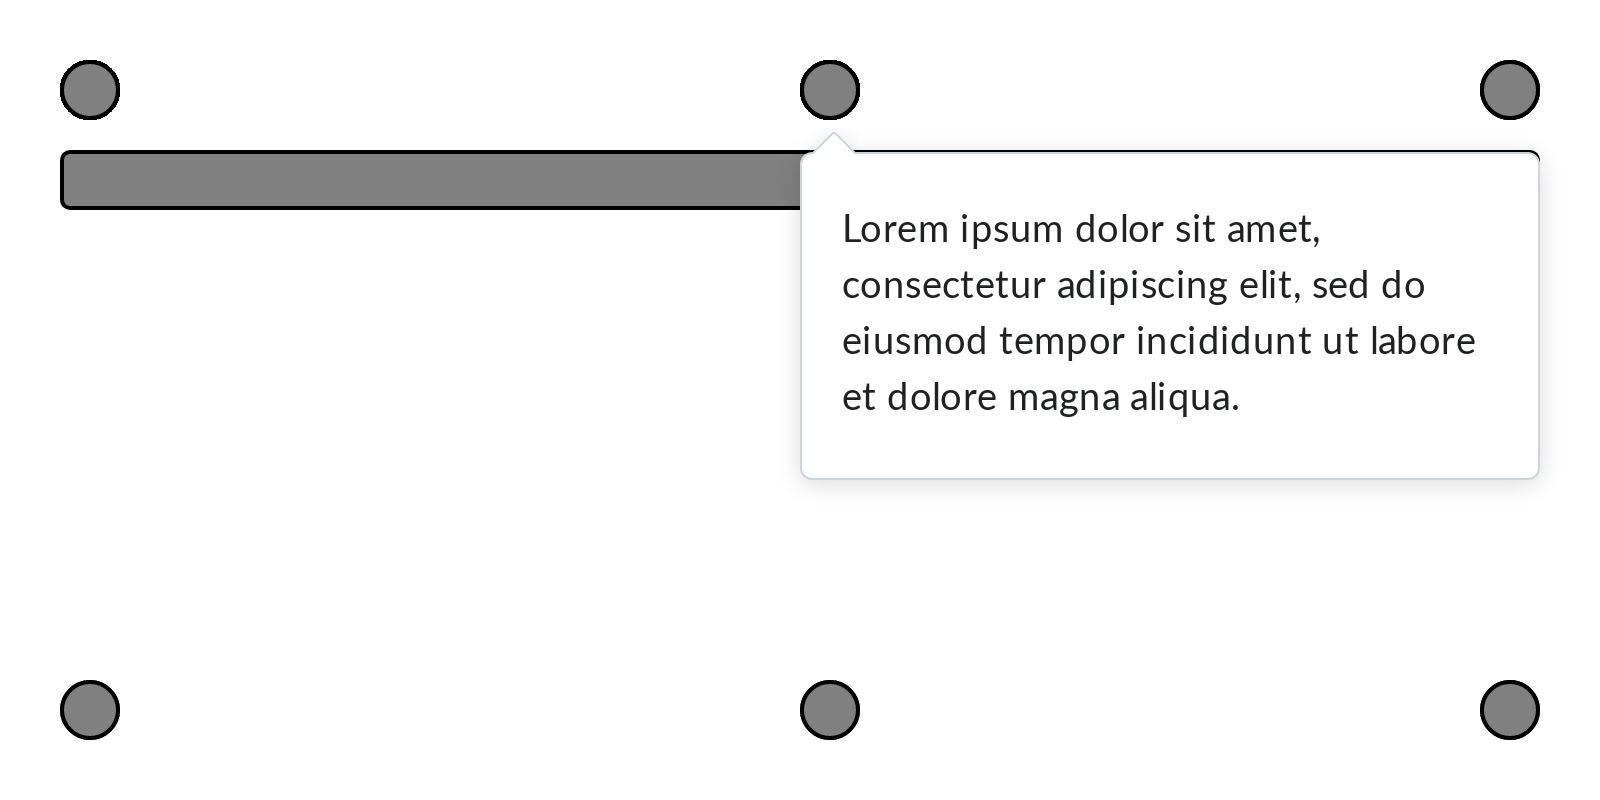 Lorem ipsum dolor sit amet,
consectetur adipiscing elit, sed do
eiusmod tempor incididunt ut labore
et dolore magna aliqua.